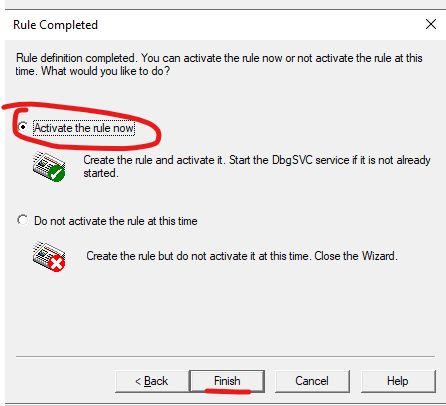 Rule Completed
Rule definition completed. You can activate the rule now or not activate the rule at this
time. What would you like to do?
Activate the rule now
Create the rule and activate it. Start the DbgSVC service if it is not already
started.
Do not activate the rule at this time
Create the rule but do not activate it at this time. Close the Wizard.
< Back
Finish
Cancel
Help